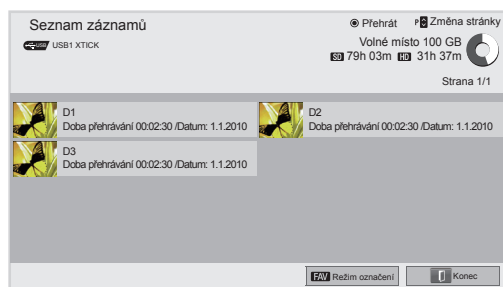 Seznam záznamů
Přehrát P Změna stránky
USB USB1 XTICK
Volné místo 100 GB
SD 79h 03m HD 31h 37m
Strana 1/1
D1
Doba přehrávání 00:02:30 /Datum: 1.1.2010
D2
Doba přehrávání 00:02:30 /Datum: 1.1.2010
D3
Doba přehrávání 00:02:30 /Datum: 1.1.2010
FAV Režim označení
Konec